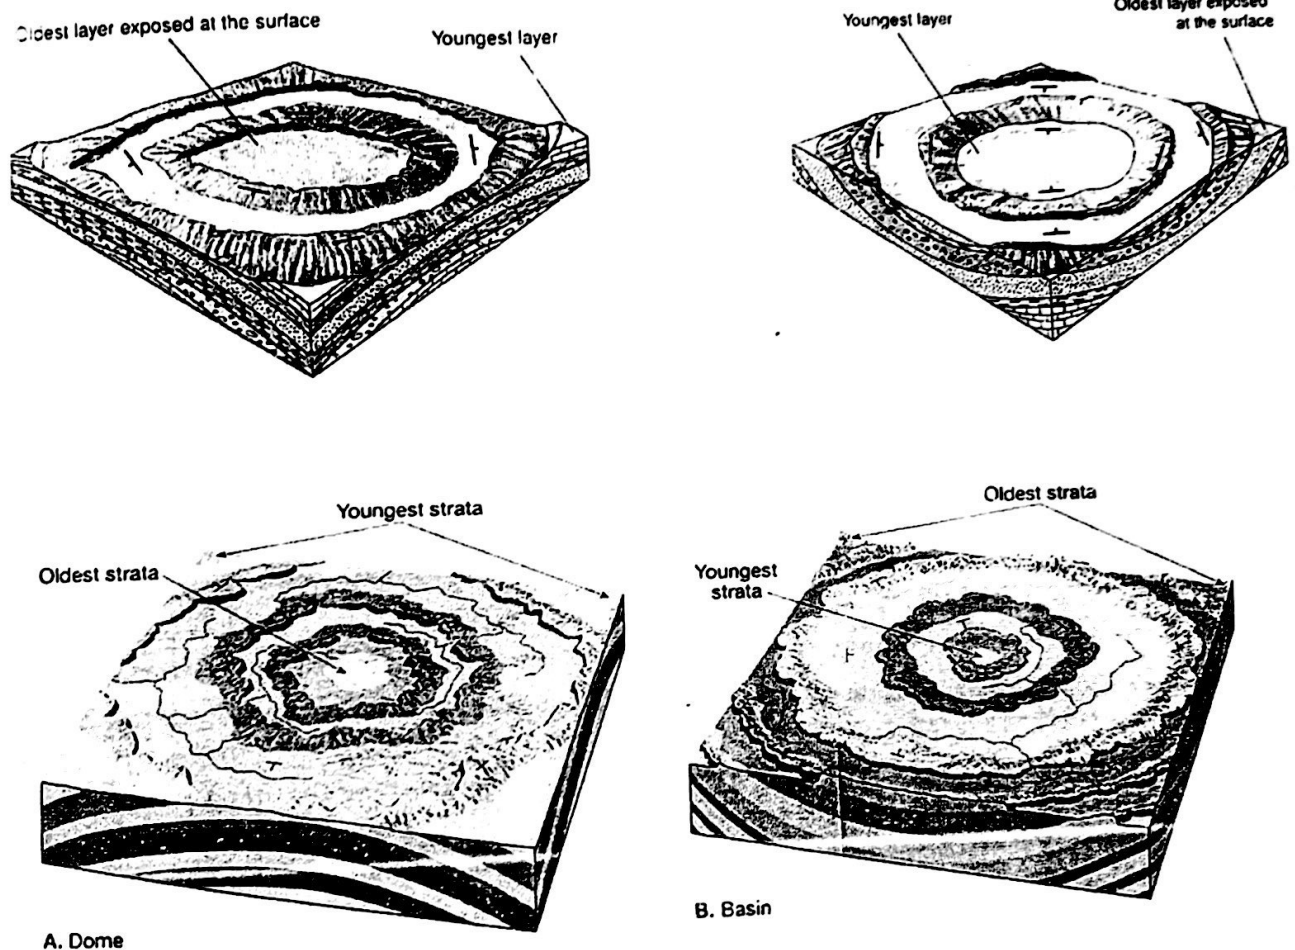 Oldest layer exposed at the surface
Youngest layer
Youngest layer
Oldest layer exposed
at the surface
Youngest strata
Oldest strata
Oldest strata
Youngest
strata
A. Dome
B. Basin